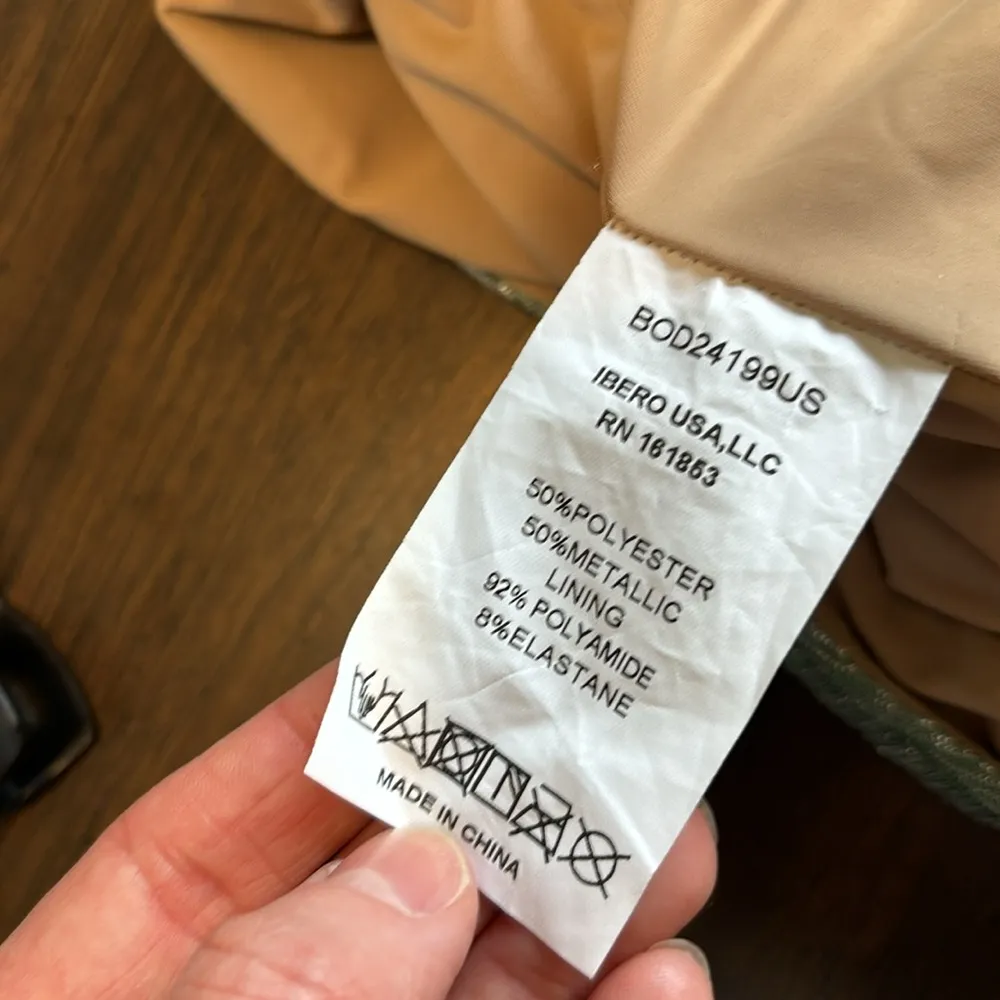 BOD24199US
IBERO USA,LLC
RN 161853
50%POLYESTER
50%METALLIC
LINING
92% POLYAMIDE
8%ELASTANE
MADE IN CHINA